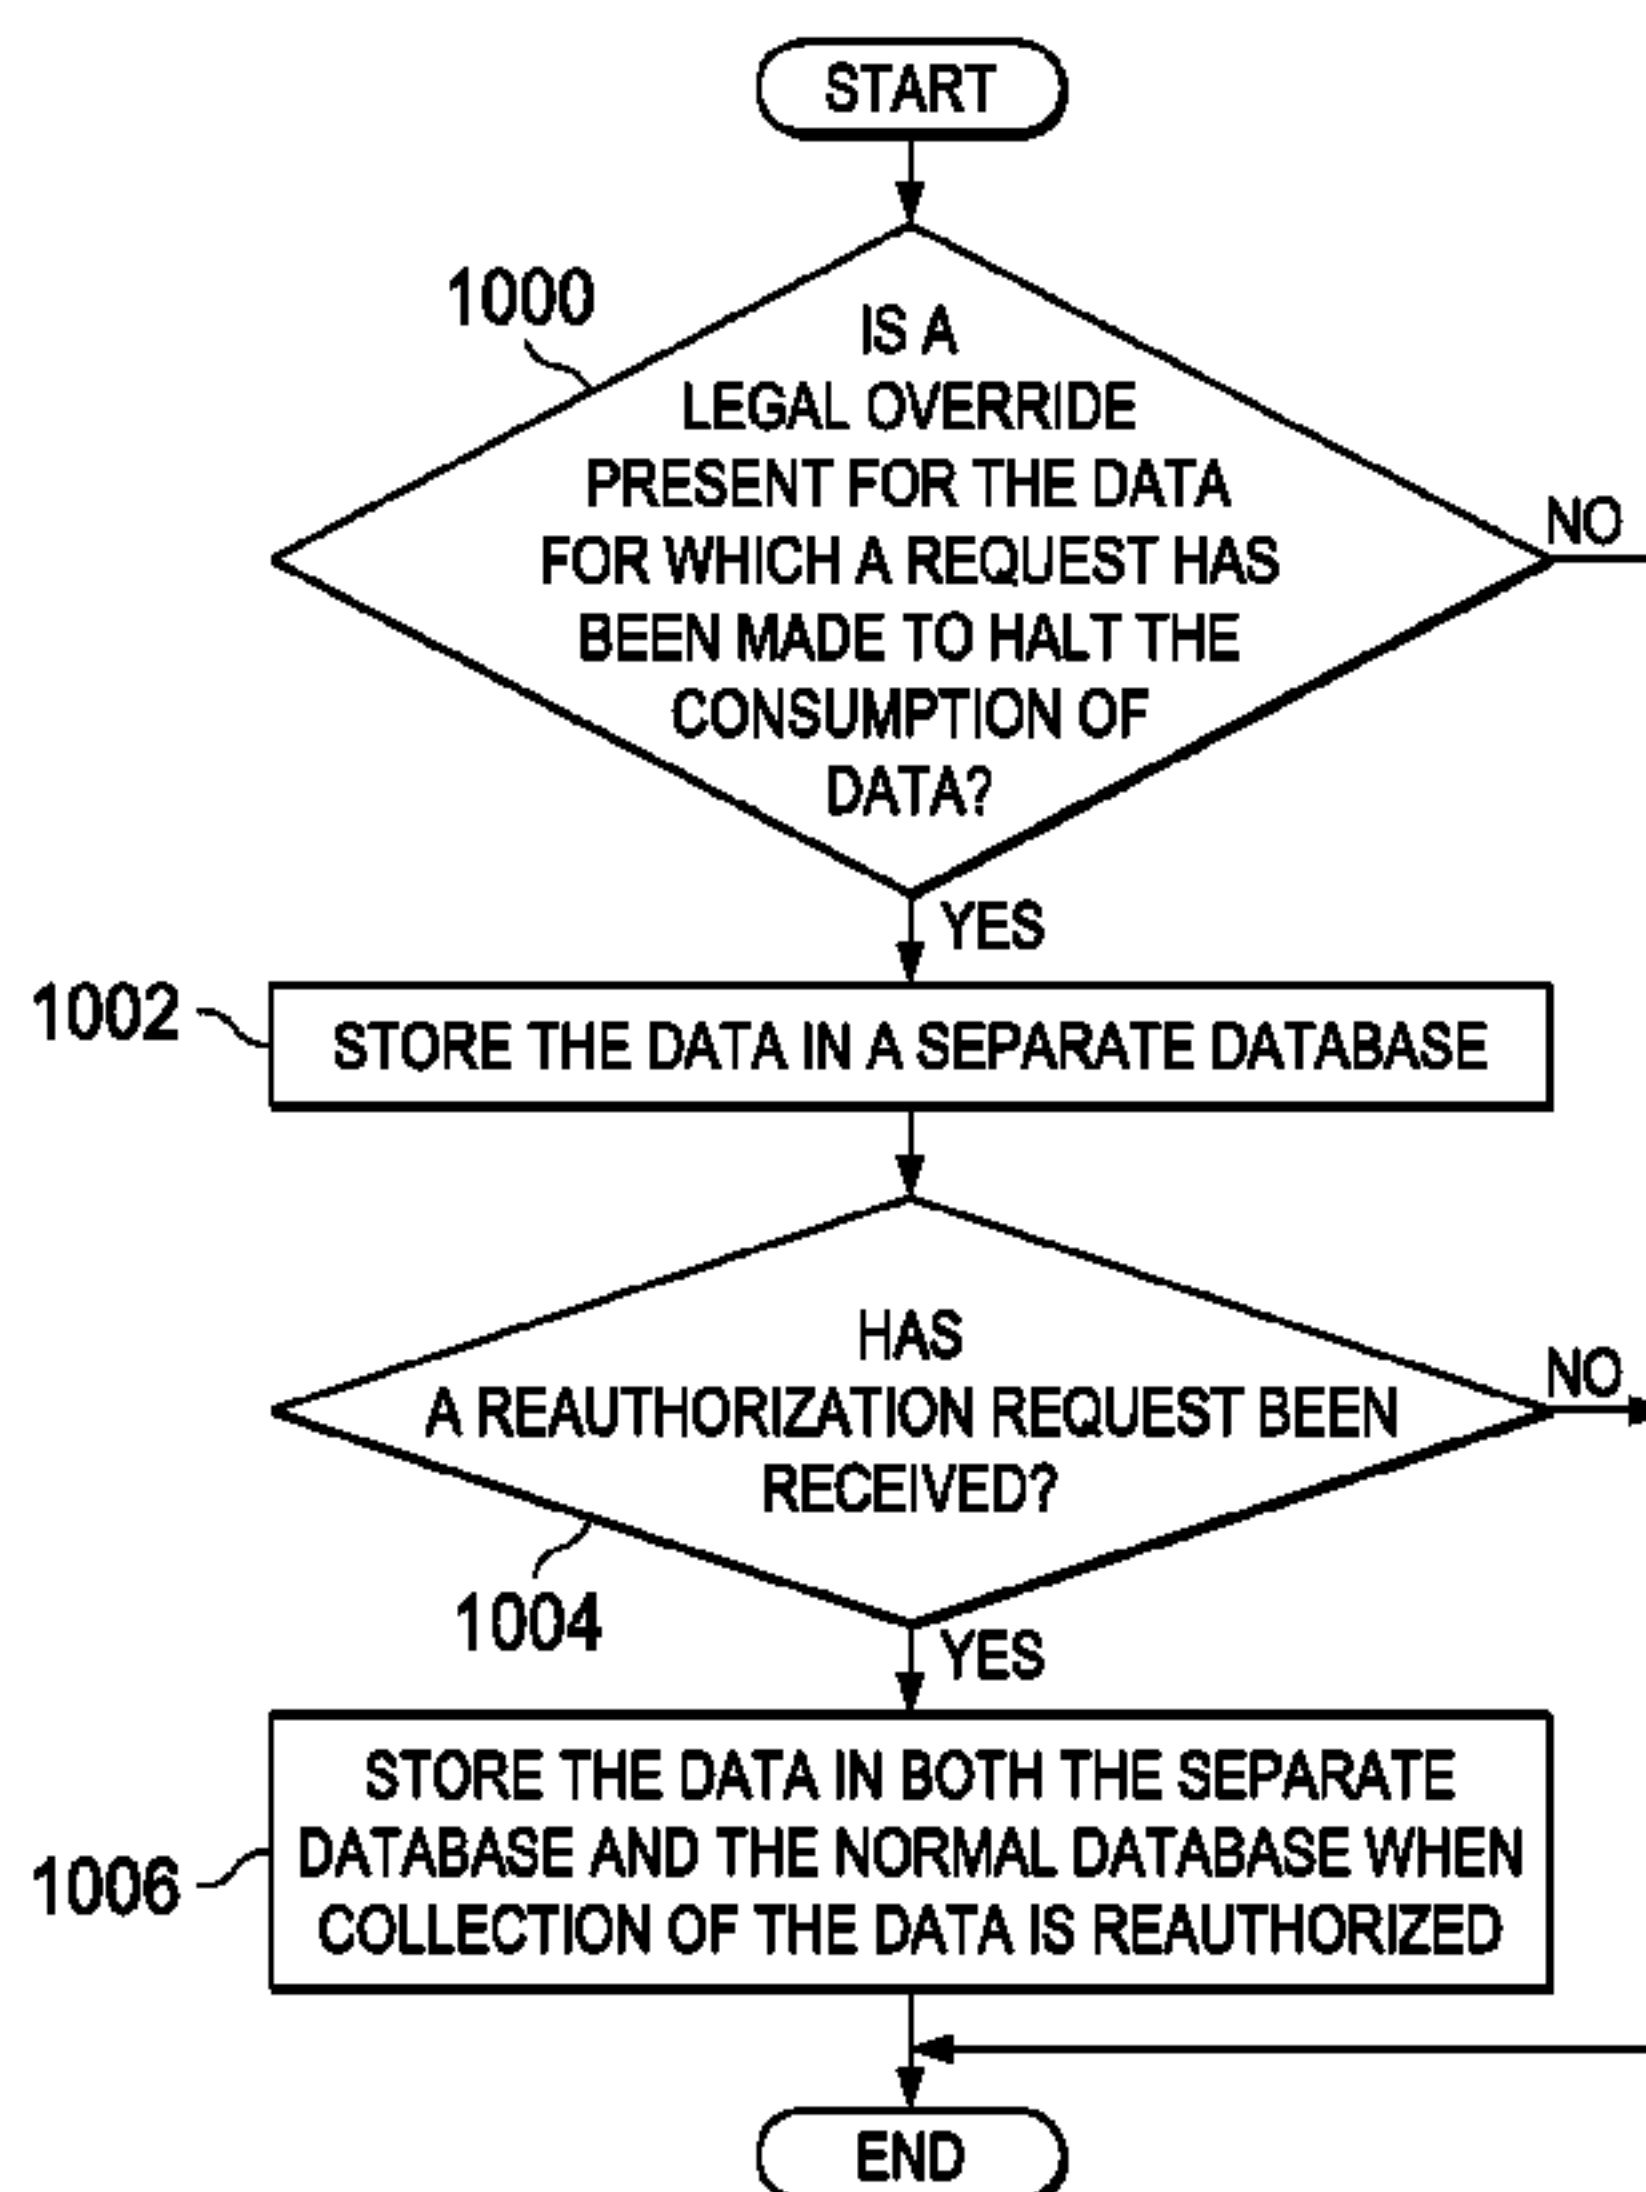 START
1000
IS A
LEGAL OVERRIDE
PRESENT FOR THE DATA
FOR WHICH A REQUEST HAS
BEEN MADE TO HALT THE
CONSUMPTION OF
DATA?
NO
YES
1002
STORE THE DATA IN A SEPARATE DATABASE
HAS
A REAUTHORIZATION REQUEST BEEN
RECEIVED?
NO
1004
YES
1006
STORE THE DATA IN BOTH THE SEPARATE
DATABASE AND THE NORMAL DATABASE WHEN
COLLECTION OF THE DATA IS REAUTHORIZED
END